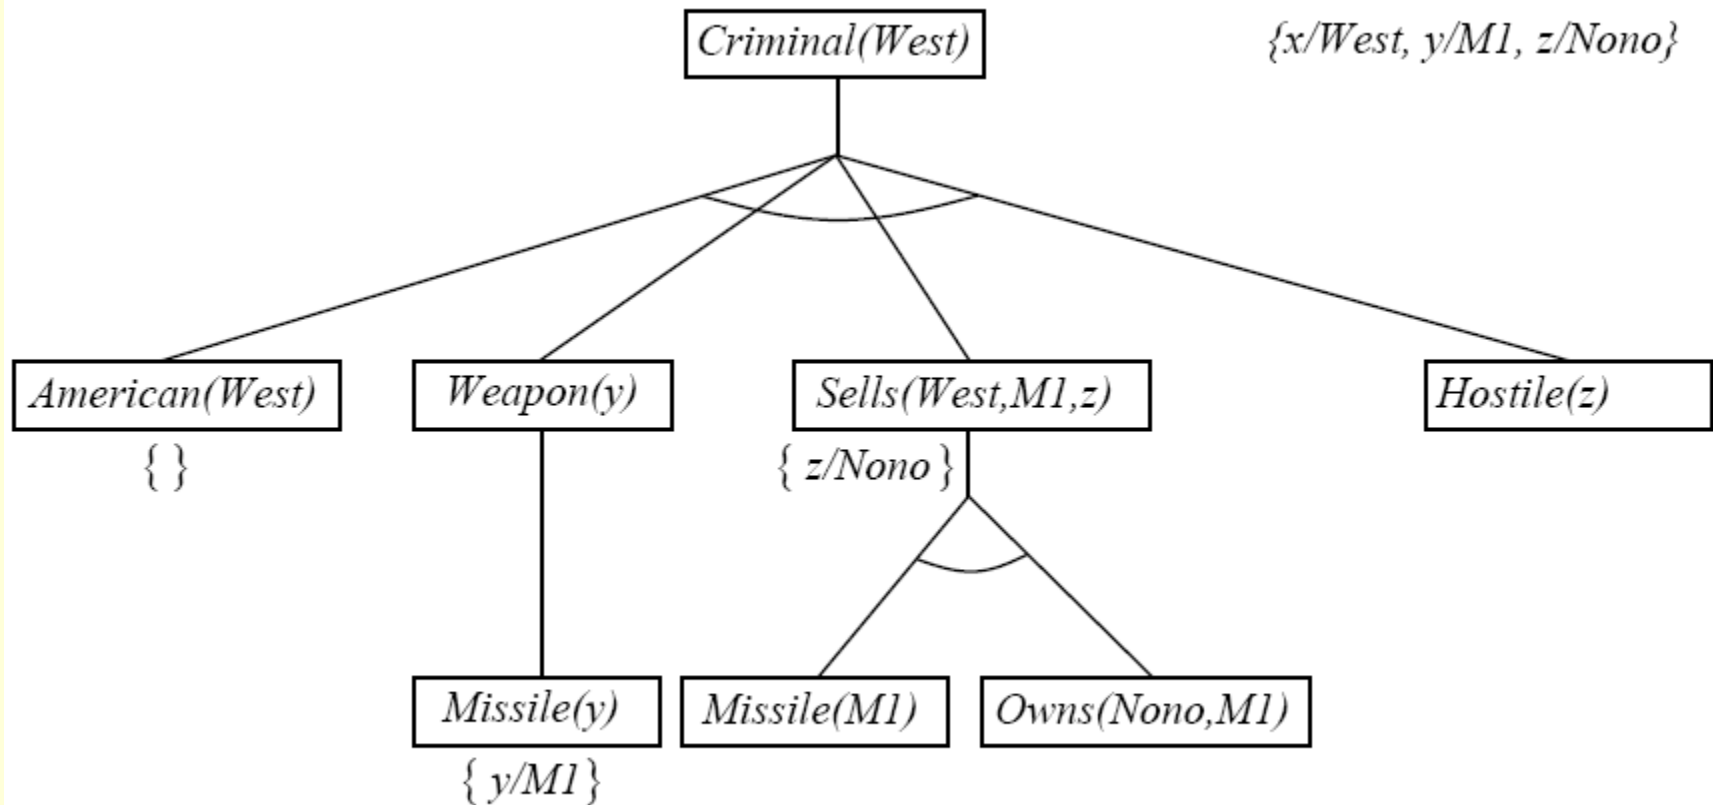 Criminal(West)
{x/West, y/M1, z/Nono}
American(West)
Weapon(y)
Sells(West,M1,z)
Hostile(z)
{ }
{ z/Nono }
Missile(y)
Missile(M1)
Owns(Nono,M1)
{ y/M1 }